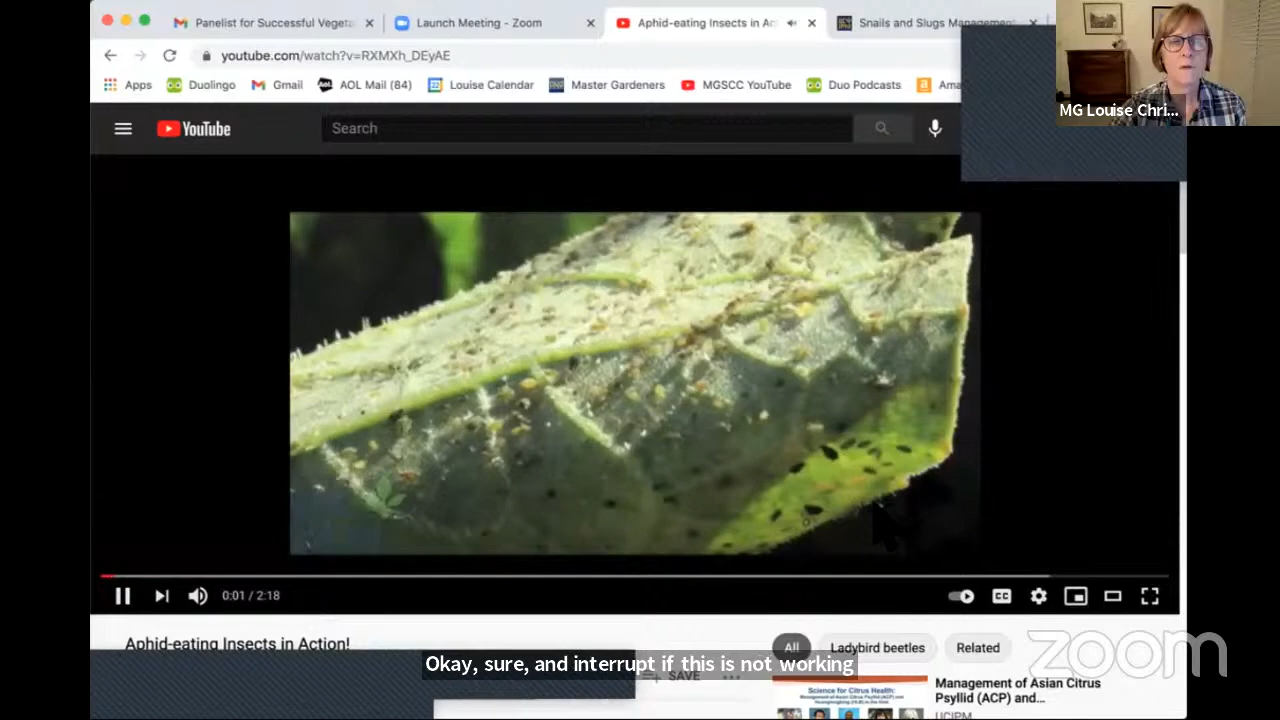 Panelist for Successful Vegeta
Launch Meeting - Zoom
Aphid-eating Insects in Ac
Snails and Slugs Management
youtube.com/watch?v=RXMXh_DEyAE
Apps
Duolingo
Gmail
AOL Mail (84)
Louise Calendar
Master Gardeners
MGSCC YouTube
Duo Podcasts
Ama
MG Louise Chri...
YouTube
Search
0:01 / 2:18
CC
Aphid-eating Insects in Action!
All
Ladybird beetles
Related
Okay, sure, and interrupt if this is not working
SAVE
Science for Citrus Health:
Management of Asian Citrus
Psyllid (ACP) and...
UCIPM
zoom